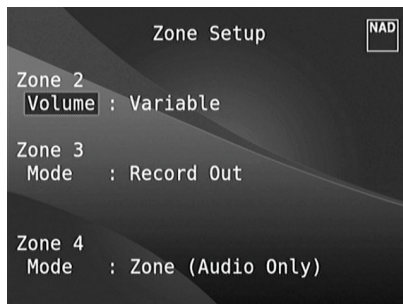 Zone Setup
NAD
Zone 2
Volume : Variable
Zone 3
Mode : Record Out
Zone 4
Mode : Zone (Audio Only)